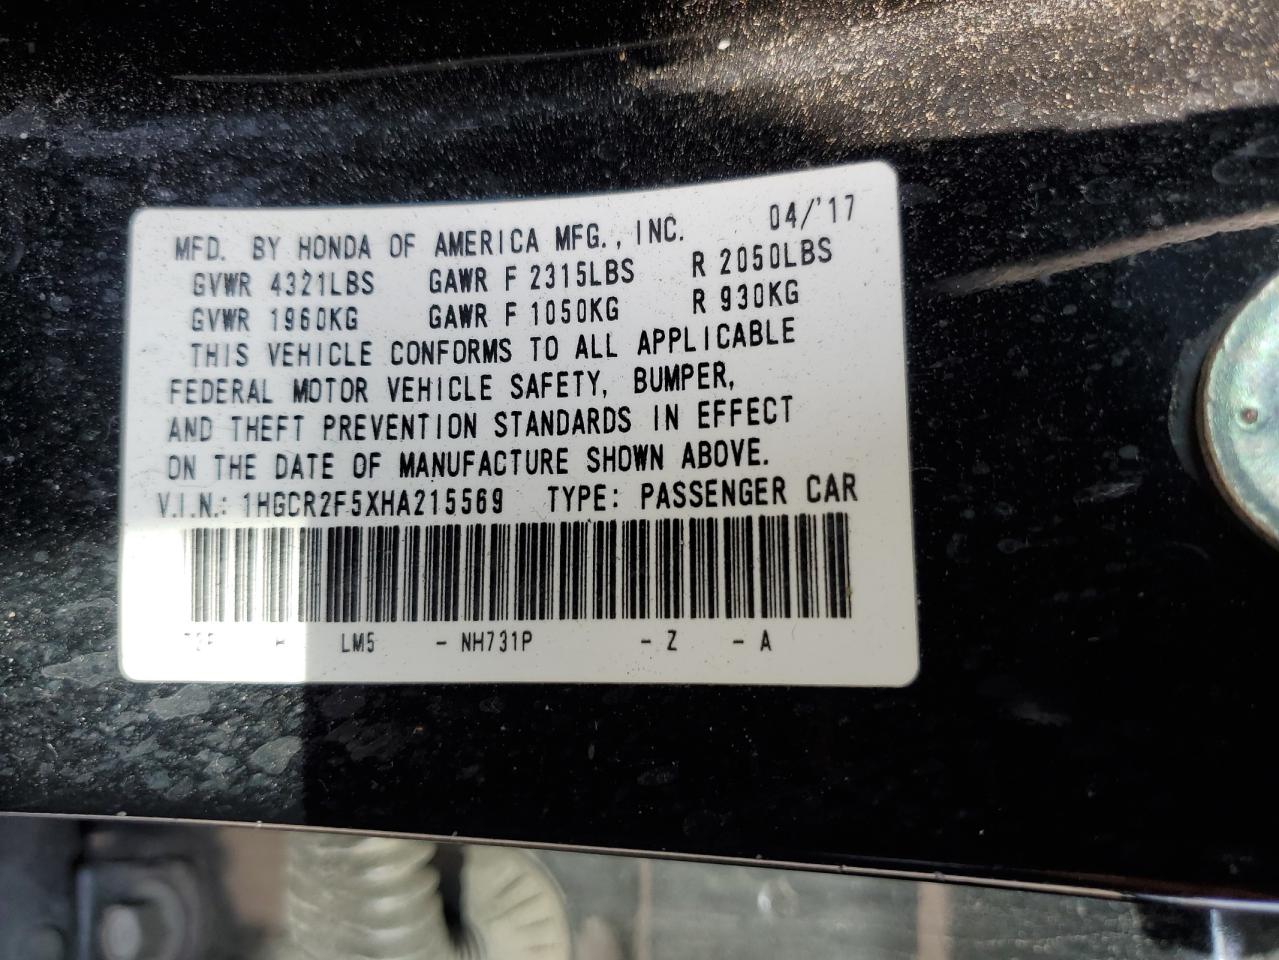 MFD. BY HONDA OF AMERICA MFG., INC. 04/'17
GVWR 4321LBS GAWR F 2315LBS R 2050LBS
GVWR 1960KG GAWR F 1050KG R 930KG
THIS VEHICLE CONFORMS TO ALL APPLICABLE
FEDERAL MOTOR VEHICLE SAFETY, BUMPER,
AND THEFT PREVENTION STANDARDS IN EFFECT
ON THE DATE OF MANUFACTURE SHOWN ABOVE.
V.I.N.: 1HGCR2F5XHA215569 TYPE: PASSENGER CAR
LM5 - NH731P - Z - A